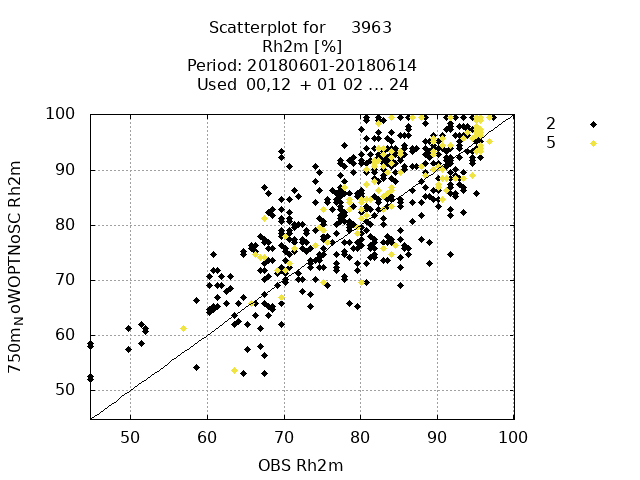 Scatterplot for 3963
Rh2m [%]
Period: 20180601-20180614
Used 00,12 + 01 02 ... 24
2
5
750m_NoWOPTNoSC Rh2m
100
90
80
70
60
50
50 60 70 80 90 100
OBS Rh2m